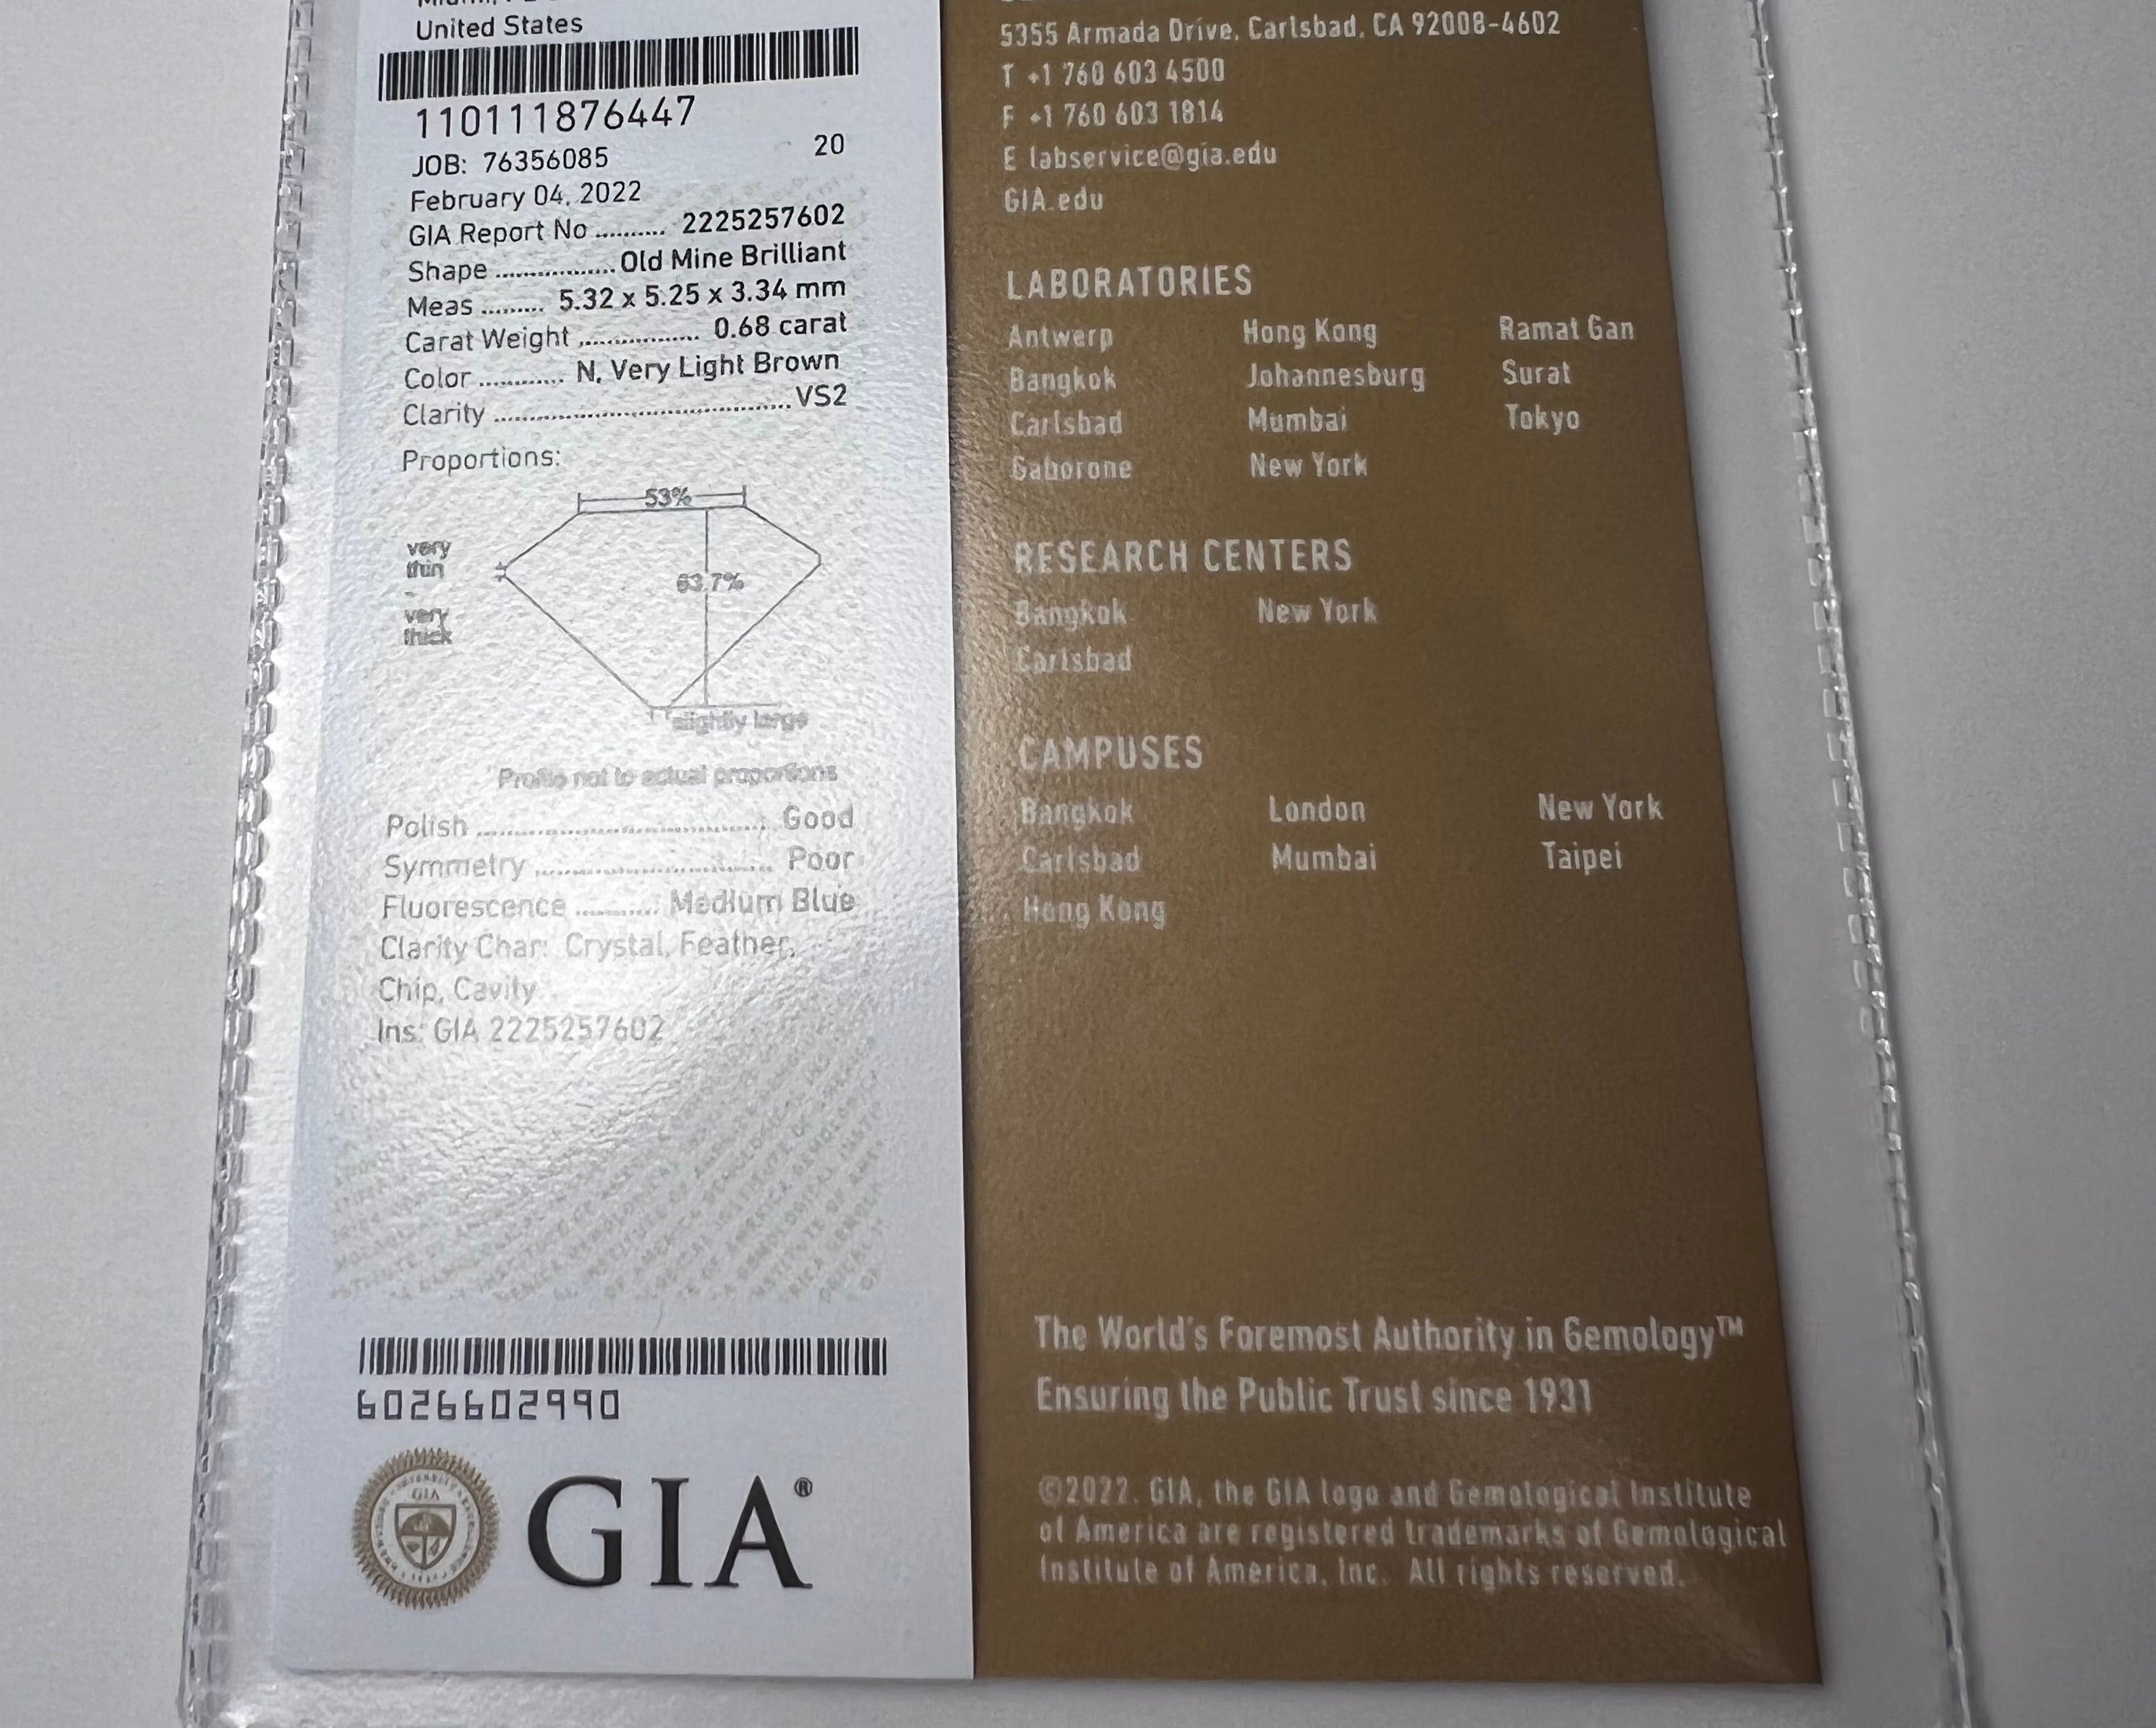 United States
110111876447
JOB: 76356085 20
February 04, 2022
GIA Report No .......... 2225257602
Shape ................. Old Mine Brilliant
Meas ......... 5.32 x 5.25 x 3.34 mm
Carat Weight ................. 0.68 carat
Color ............ N, Very Light Brown
Clarity .......................................... VS2
Proportions:
53%
very
thin
-
very
thick
63.7%
slightly large
Profile not to actual proportions
Polish ........................................ Good
Symmetry ................................. Poor
Fluorescence ........... Medium Blue
Clarity Char: Crystal, Feather,
Chip, Cavity
Ins: GIA 2225257602
6026602990
GIA
GIA®
5355 Armada Drive, Carlsbad, CA 92008-4602
T +1 760 603 4500
F +1 760 603 1814
E labservice@gia.edu
GIA.edu
LABORATORIES
Antwerp Hong Kong Ramat Gan
Bangkok Johannesburg Surat
Carlsbad Mumbai Tokyo
Gaborone New York
RESEARCH CENTERS
Bangkok New York
Carlsbad
CAMPUSES
Bangkok London New York
Carlsbad Mumbai Taipei
Hong Kong
The World's Foremost Authority in Gemology™
Ensuring the Public Trust since 1931
©2022. GIA, the GIA logo and Gemological Institute
of America are registered trademarks of Gemological
Institute of America, Inc. All rights reserved.